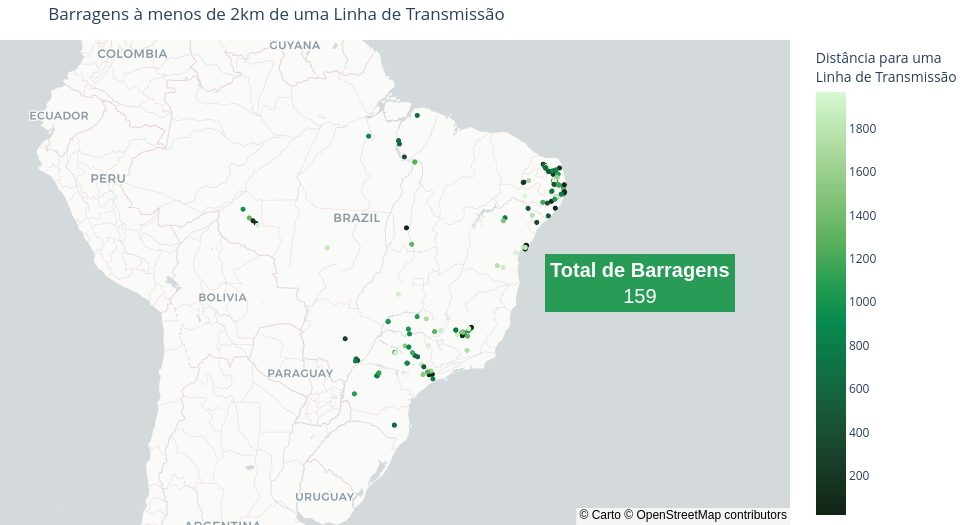 Barragens à menos de 2km de uma Linha de Transmissão
GUYANA
COLOMBIA
ECUADOR
PERU
BRAZIL
BOLIVIA
PARAGUAY
URUGUAY
ARGENTINA
Total de Barragens
159
© Carto © OpenStreetMap contributors
Distância para uma
Linha de Transmissão
1800
1600
1400
1200
1000
800
600
400
200